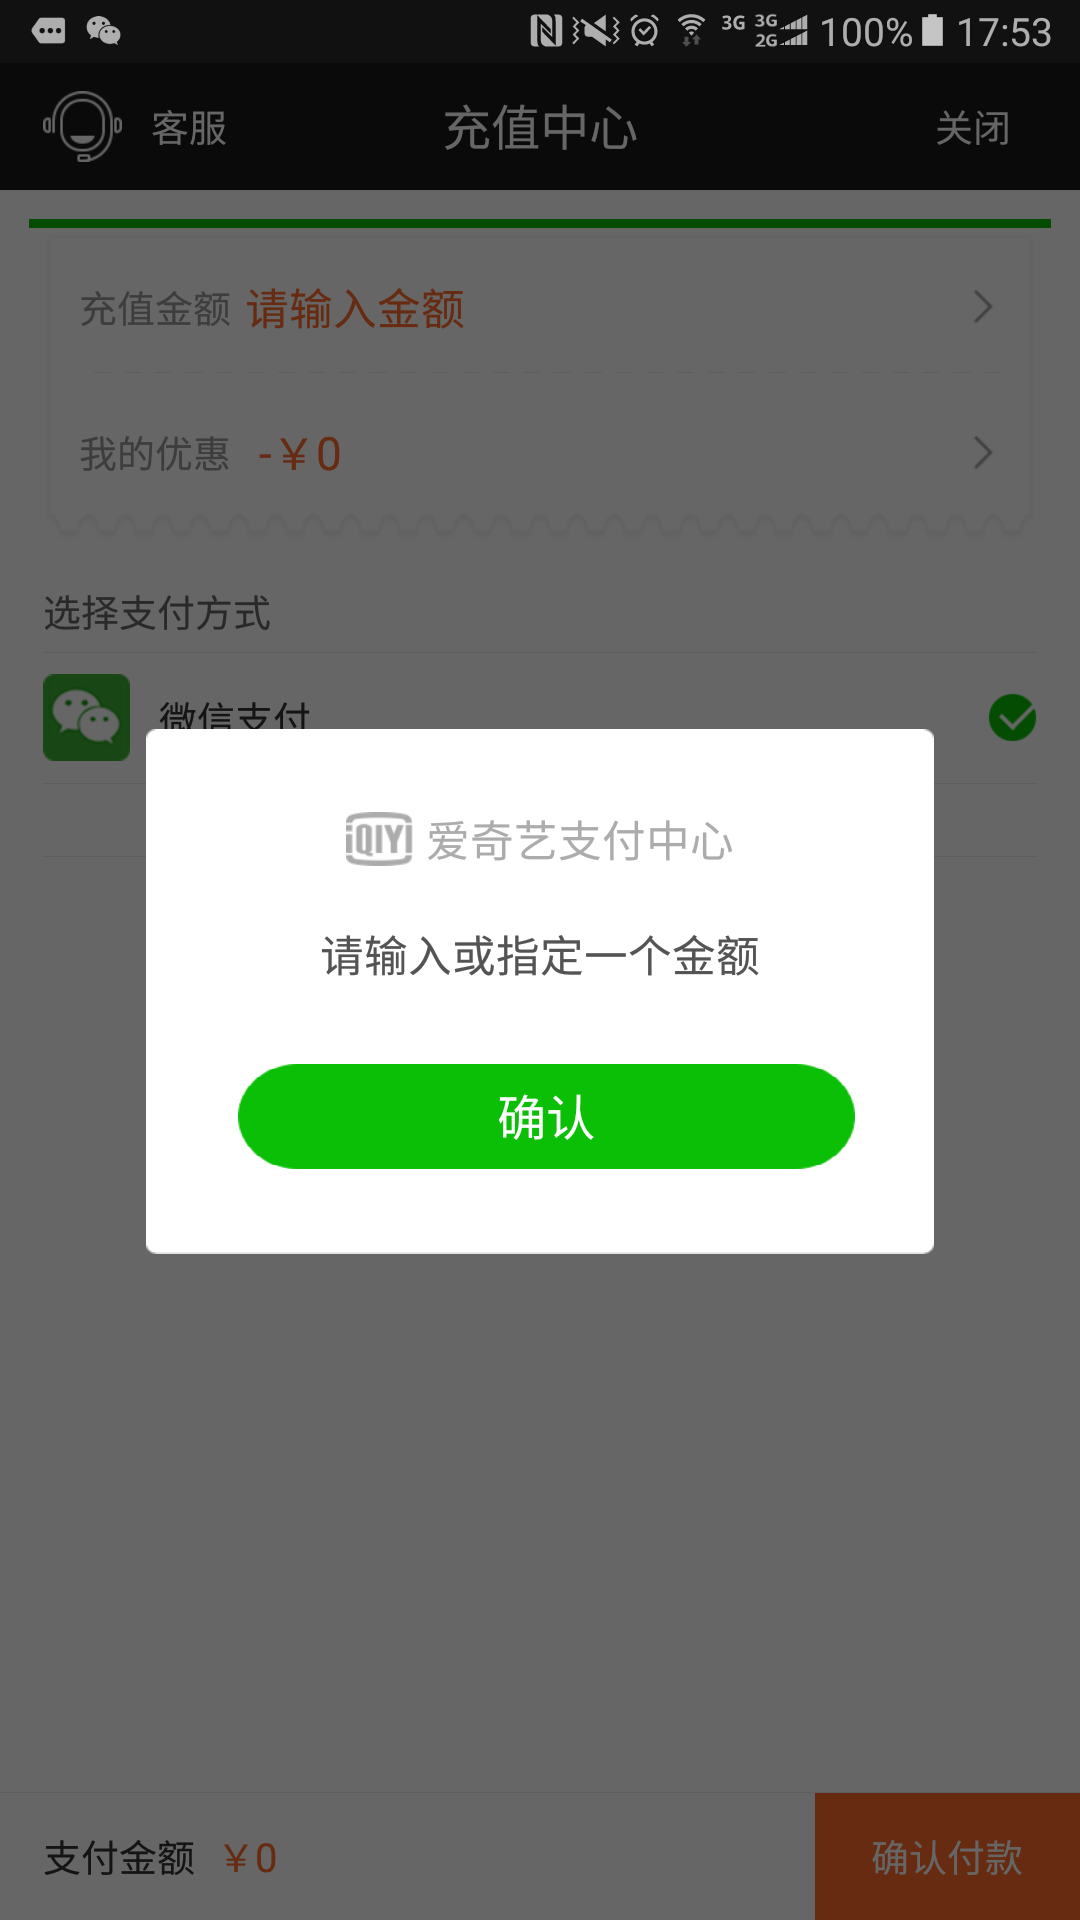 3G 3G 2G 100% 17:53
客服 充值中心 关闭
充值金额 请输入金额
我的优惠 -￥0
选择支付方式
微信支付
iQIYI 爱奇艺支付中心
请输入或指定一个金额
确认
支付金额 ￥0 确认付款